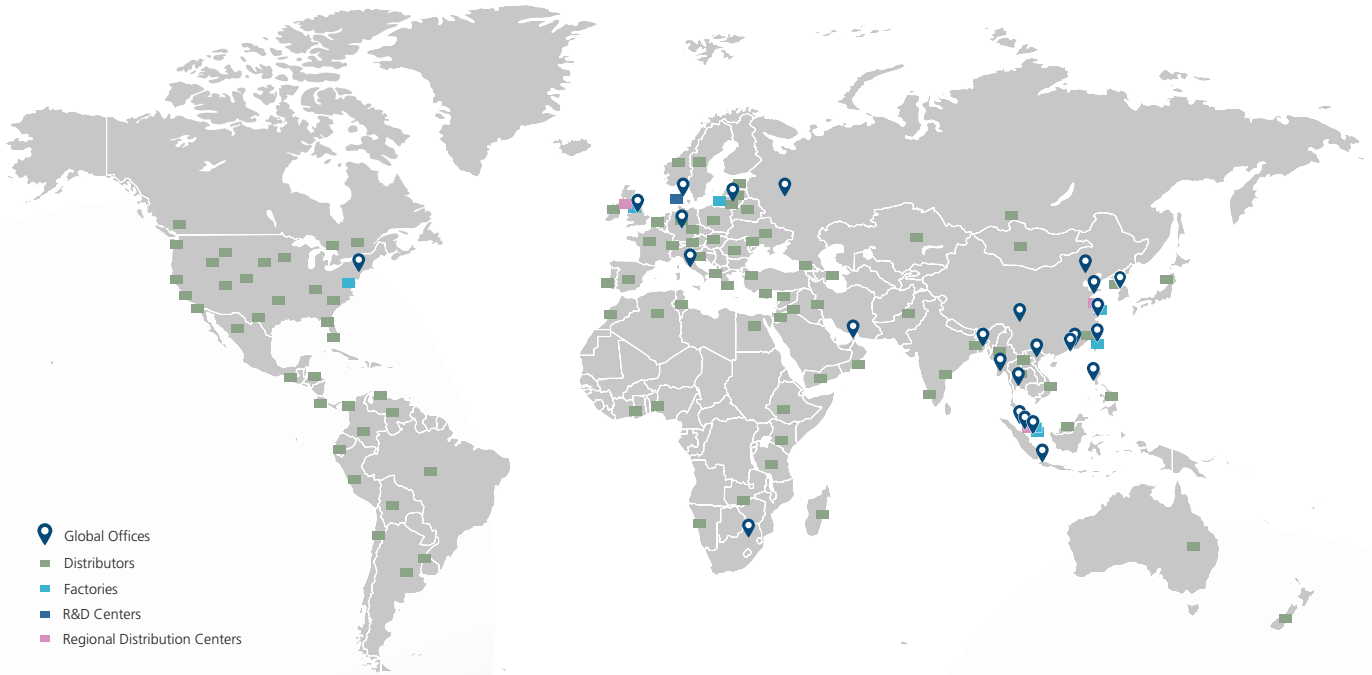 Global Offices
Distributors
Factories
R&D Centers
Regional Distribution Centers